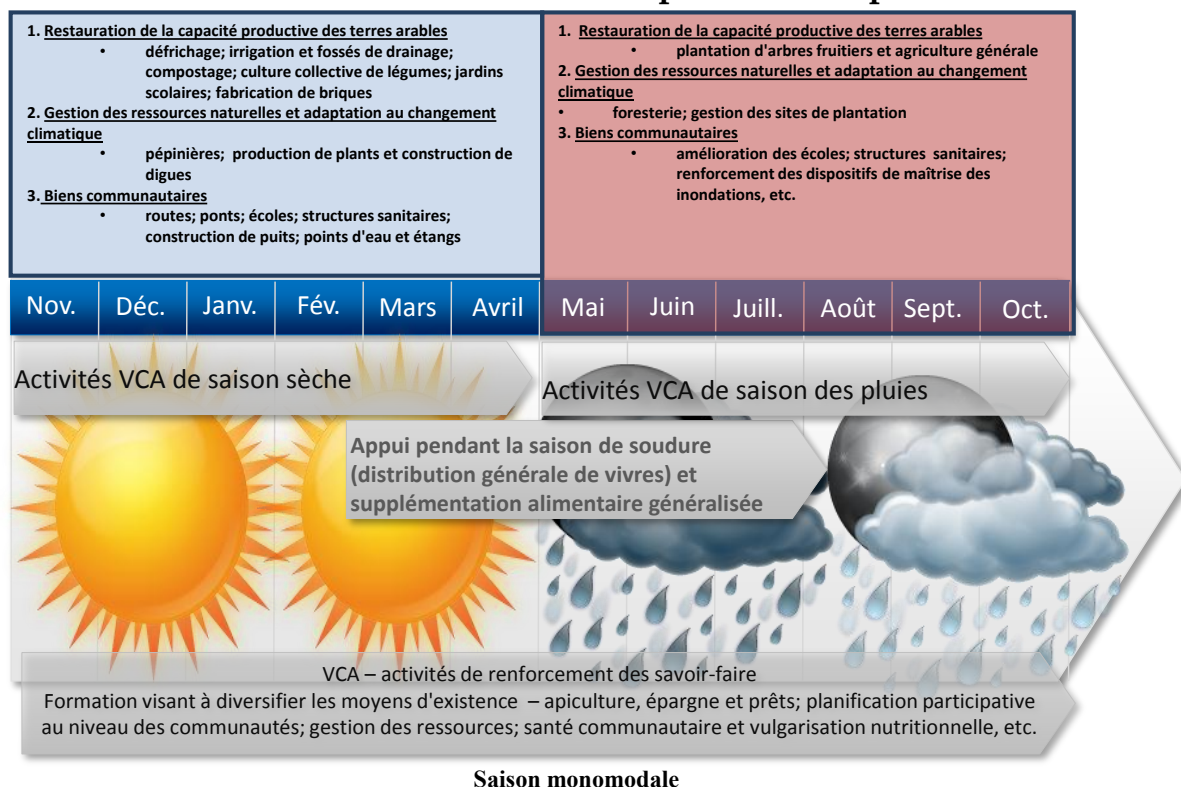 1. Restauration de la capacité productive des terres arables
• défrichage; irrigation et fossés de drainage;
compostage; culture collective de légumes; jardins
scolaires; fabrication de briques
2. Gestion des ressources naturelles et adaptation au changement
climatique
• pépinières; production de plants et construction de
digues
3. Biens communautaires
• routes; ponts; écoles; structures sanitaires;
construction de puits; points d'eau et étangs
1. Restauration de la capacité productive des terres arables
• plantation d'arbres fruitiers et agriculture générale
2. Gestion des ressources naturelles et adaptation au changement
climatique
• foresterie; gestion des sites de plantation
3. Biens communautaires
• amélioration des écoles; structures sanitaires;
renforcement des dispositifs de maîtrise des
inondations, etc.
Nov. Déc. Janv. Fév. Mars Avril Mai Juin Juill. Août Sept. Oct.
Activités VCA de saison sèche
Activités VCA de saison des pluies
Appui pendant la saison de soudure
(distribution générale de vivres) et
supplémentation alimentaire généralisée
VCA – activités de renforcement des savoir-faire
Formation visant à diversifier les moyens d'existence – apiculture, épargne et prêts; planification participative
au niveau des communautés; gestion des ressources; santé communautaire et vulgarisation nutritionnelle, etc.
Saison monomodale